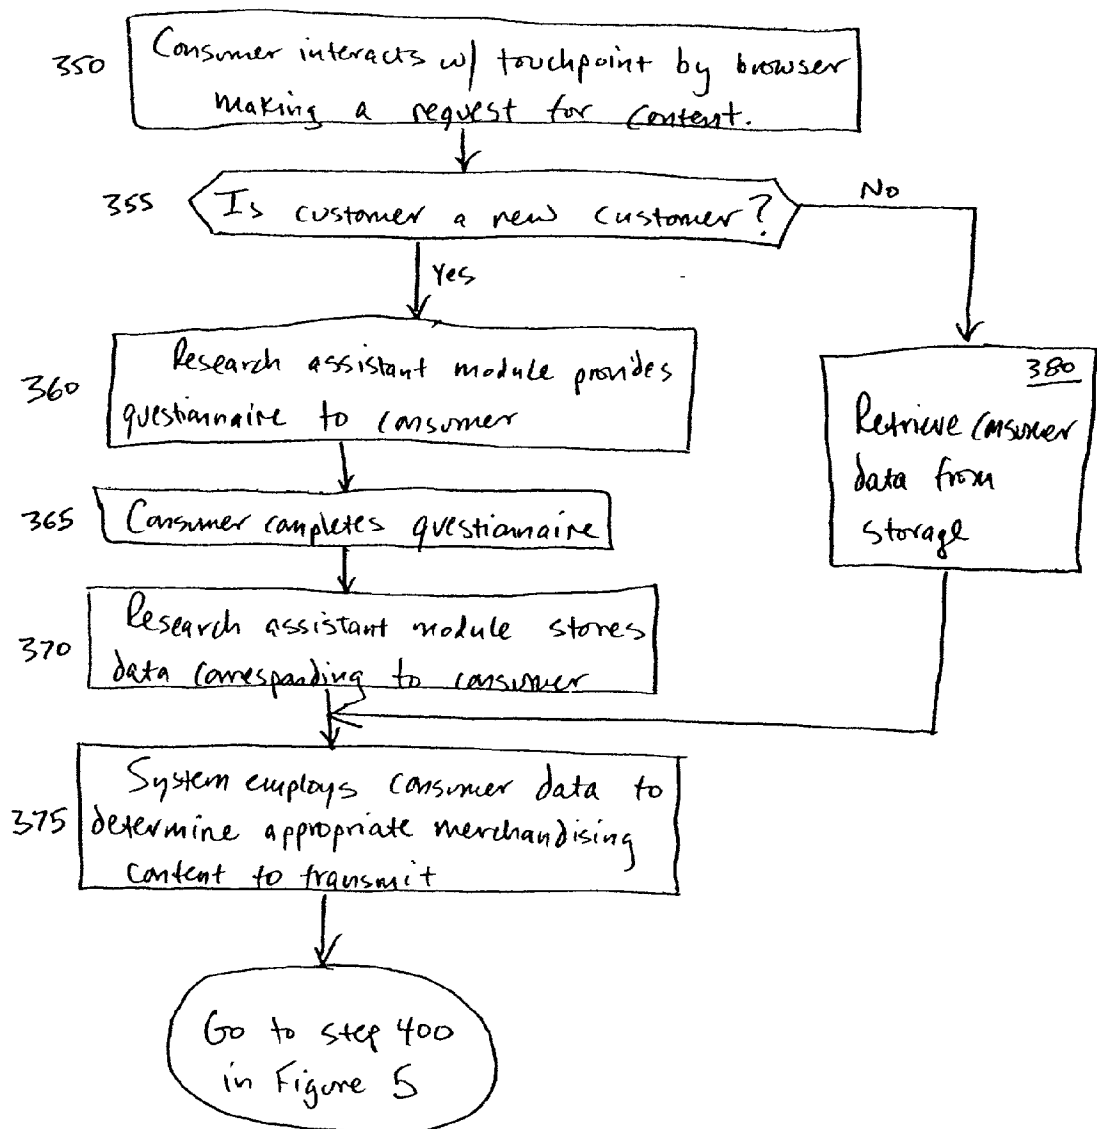 350
Consumer interacts w/ touchpoint by browser
making a request for content.
355
Is customer a new customer?
No
Yes
360
Research assistant module provides
questionnaire to consumer
380
Retrieve consumer
data from
storage
365
Consumer completes questionnaire
370
Research assistant module stores
data corresponding to consumer
375
System employs consumer data to
determine appropriate merchandising
content to transmit
Go to step 400
in Figure 5